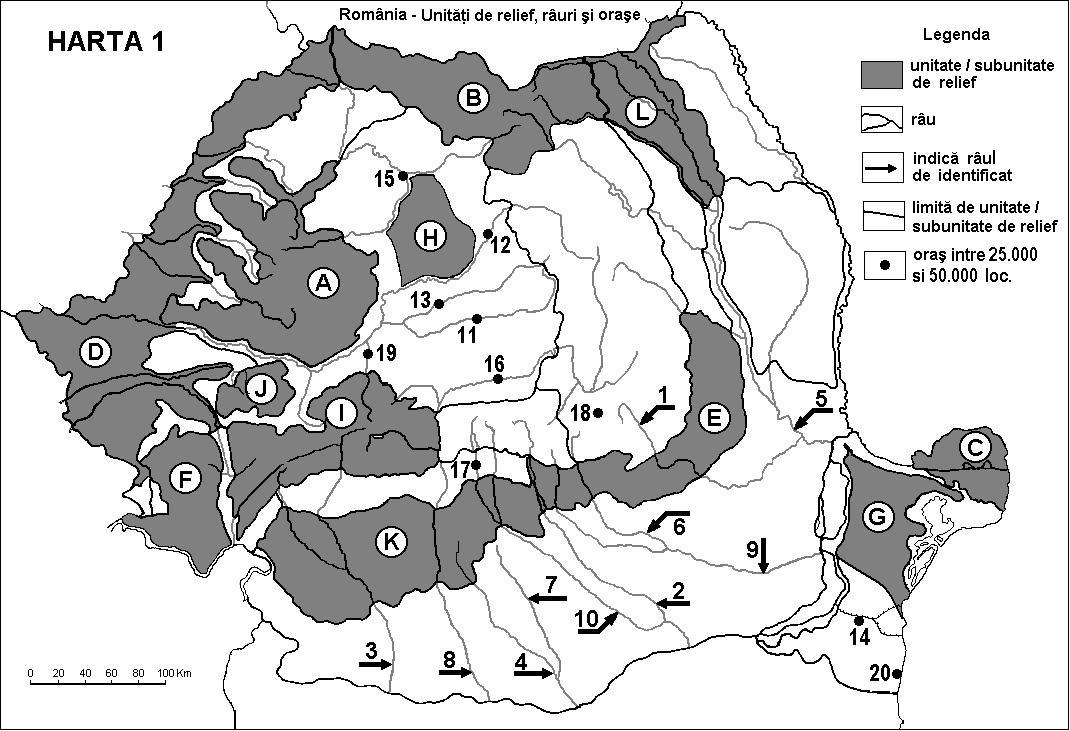 România - Unităţi de relief, râuri şi oraşe
HARTA 1
Legenda
unitate / subunitate
de relief
râu
indică râul
de identificat
limită de unitate /
subunitate de relief
oraş intre 25.000
si 50.000 loc.
B
L
15
H
12
A
13
11
D
19
J
16
I
18
1
E
5
C
F
17
G
K
6
9
7
2
10
14
3
8
4
20
0 20 40 60 80 100 Km